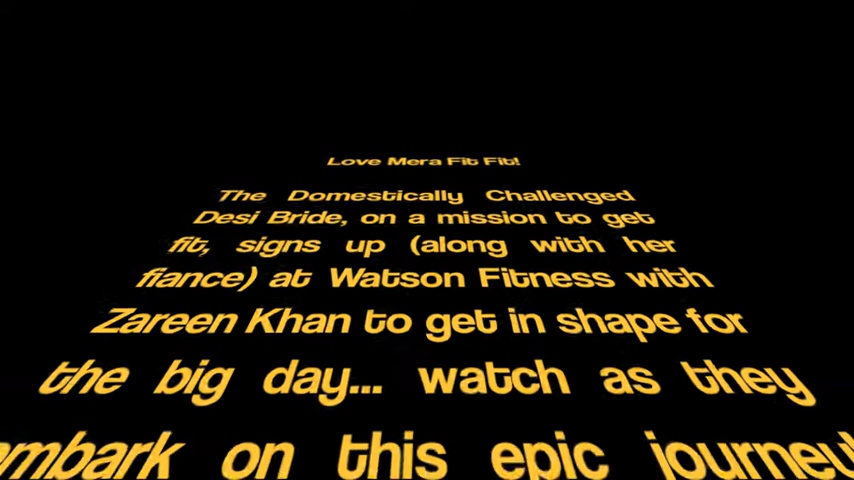 Love Mera Fit Fit!
The Domestically Challenged
Desi Bride, on a mission to get
fit, signs up (along with her
fiance) at Watson Fitness with
Zareen Khan to get in shape for
the big day... watch as they
embark on this epic journey